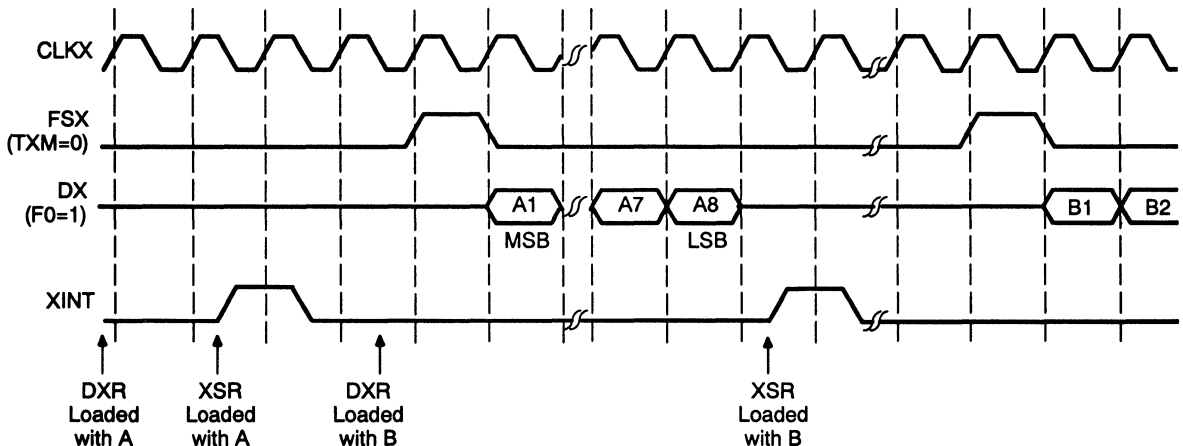 CLKX
FSX
(TXM=0)
DX
(F0=1)
A1
A7
A8
B1
B2
MSB
LSB
XINT
DXR
Loaded
with A
XSR
Loaded
with A
DXR
Loaded
with B
XSR
Loaded
with B